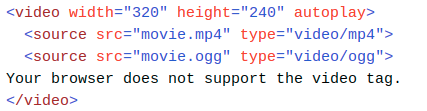 <video width="320" height="240" autoplay>
  <source src="movie.mp4" type="video/mp4">
  <source src="movie.ogg" type="video/ogg">
Your browser does not support the video tag.
</video>